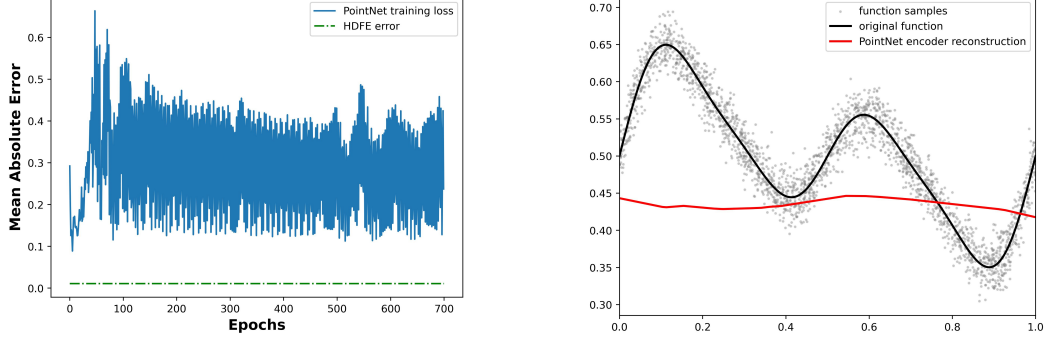 PointNet training loss
HDFE error
Mean Absolute Error
0.6
0.5
0.4
0.3
0.2
0.1
0.0
0 100 200 300 400 500 600 700
Epochs
function samples
original function
PointNet encoder reconstruction
0.70
0.65
0.60
0.55
0.50
0.45
0.40
0.35
0.30
0.0 0.2 0.4 0.6 0.8 1.0